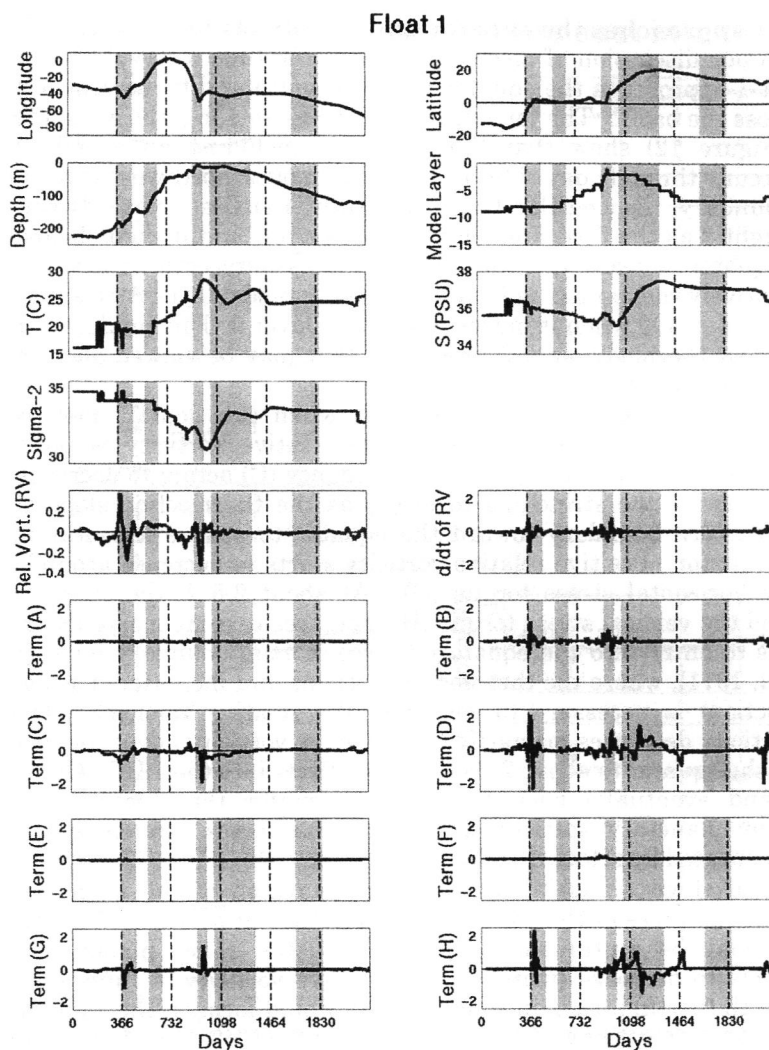 Float 1
Longitude
0
-20
-40
-60
-80
Latitude
20
0
-20
Depth (m)
0
-100
-200
Model Layer
0
-5
-10
-15
T (C)
30
25
20
15
S (PSU)
38
36
34
Sigma-2
35
30
Rel. Vort. (RV)
0.2
0
-0.2
-0.4
d/dt of RV
2
0
-2
Term (A)
2
0
-2
Term (B)
2
0
-2
Term (C)
2
0
-2
Term (D)
2
0
-2
Term (E)
2
0
-2
Term (F)
2
0
-2
Term (G)
2
0
-2
Term (H)
2
0
-2
0 366 732 1098 1464 1830
Days
0 366 732 1098 1464 1830
Days